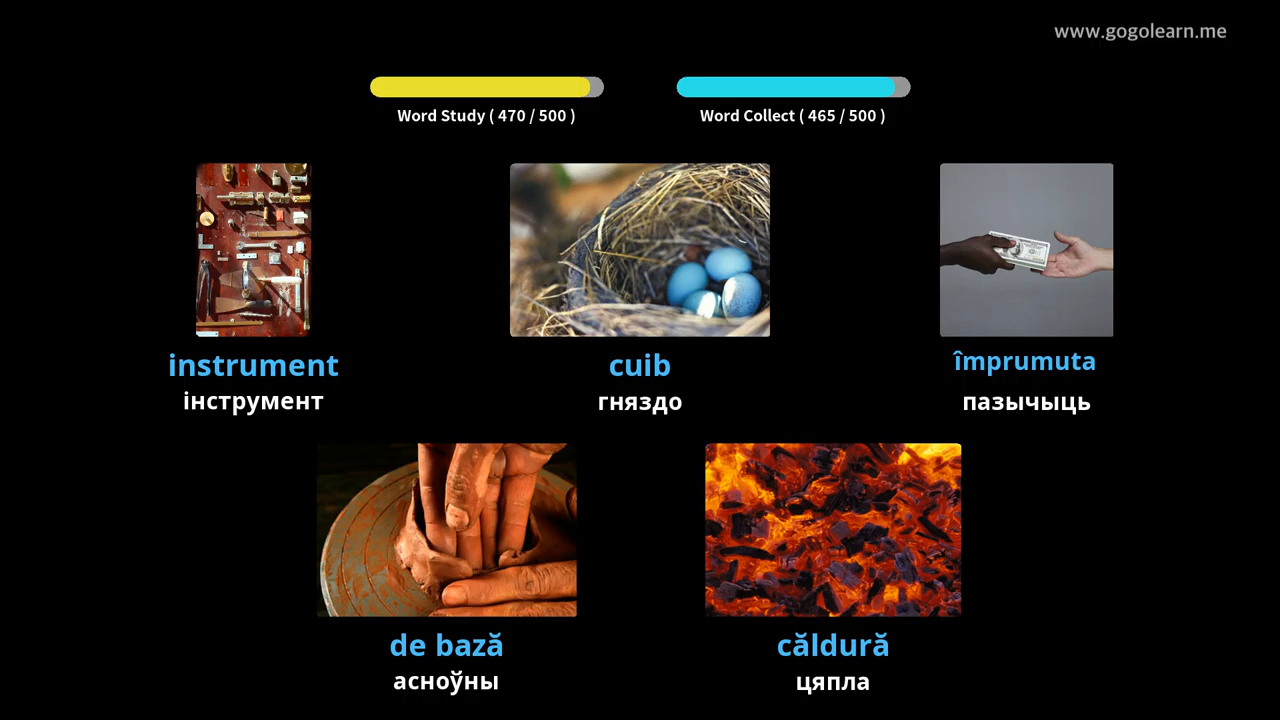 www.gogolearn.me
Word Study ( 470 / 500 )
Word Collect ( 465 / 500 )
instrument
інструмент
cuib
гняздо
împrumuta
пазычыць
de bază
асноўны
căldură
цяпла